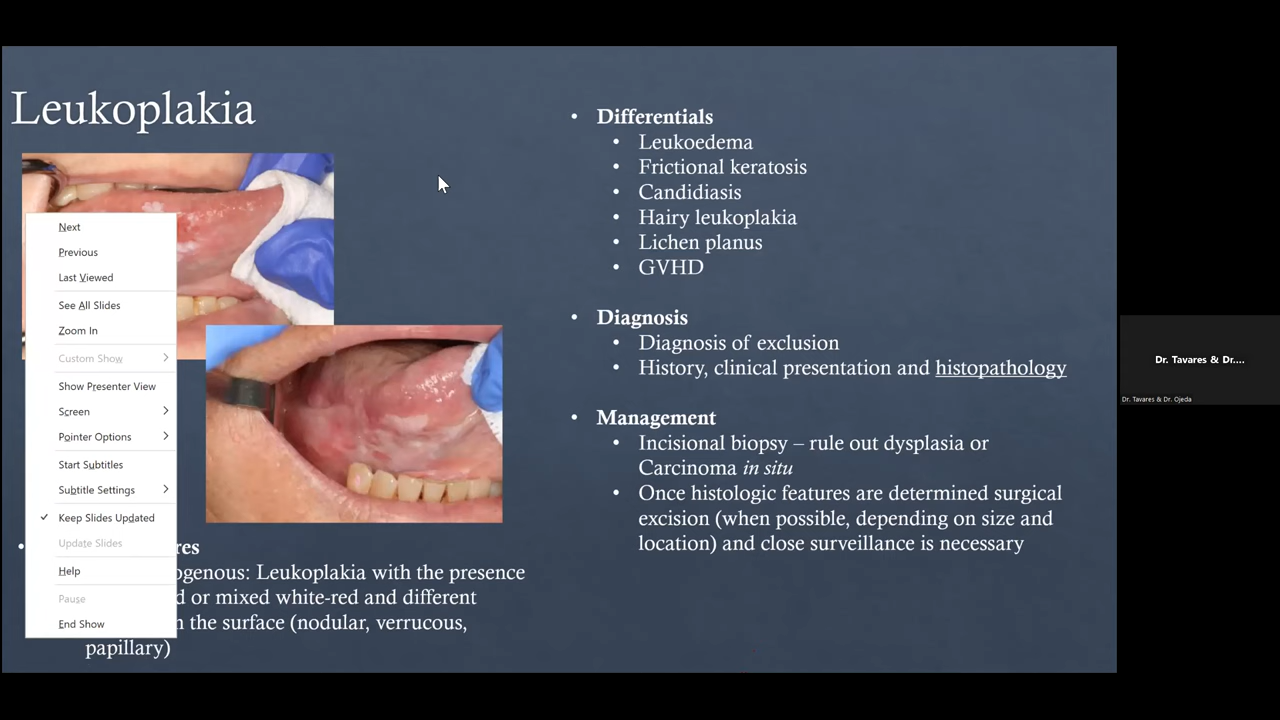 Leukoplakia
Next
Previous
Last Viewed
See All Slides
Zoom In
Custom Show
Show Presenter View
Screen
Pointer Options
Start Subtitles
Subtitle Settings
Keep Slides Updated
Update Slides
Help
Pause
End Show
• res
ogenous: Leukoplakia with the presence
d or mixed white-red and different
n the surface (nodular, verrucous,
papillary)
• Differentials
• Leukoedema
• Frictional keratosis
• Candidiasis
• Hairy leukoplakia
• Lichen planus
• GVHD
• Diagnosis
• Diagnosis of exclusion
• History, clinical presentation and histopathology
• Management
• Incisional biopsy – rule out dysplasia or
Carcinoma in situ
• Once histologic features are determined surgical
excision (when possible, depending on size and
location) and close surveillance is necessary
Dr. Tavares & Dr....
Dr. Tavares & Dr. Ojeda